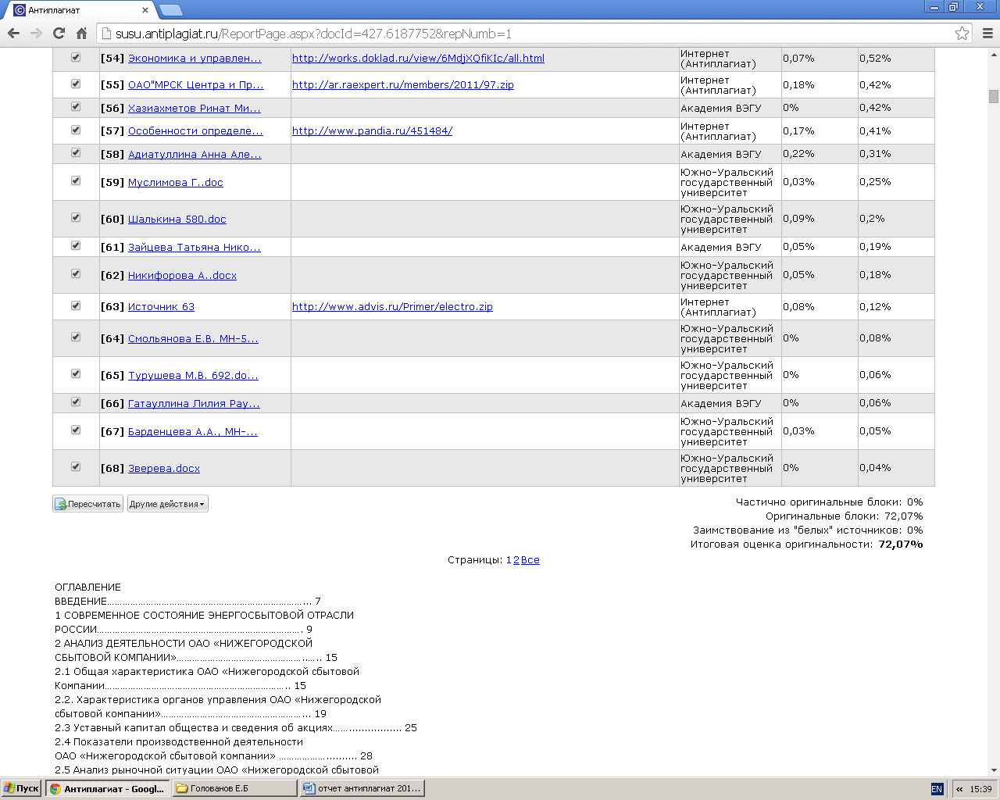 Антиплагиат
susu.antiplagiat.ru/ReportPage.aspx?docId=427.6187752&repNumb=1
[54] Экономика и управлен... http://works.doklad.ru/view/6MdjXQfiKIc/all.html Интернет (Антиплагиат) 0,07% 0,52%
[55] ОАО"МРСК Центра и Пр... http://ar.raexpert.ru/members/2011/97.zip Интернет (Антиплагиат) 0,18% 0,42%
[56] Хазиахметов Ринат Ми... Академия ВЭГУ 0% 0,42%
[57] Особенности определе... http://www.pandia.ru/451484/ Интернет (Антиплагиат) 0,17% 0,41%
[58] Адиатуллина Анна Але... Академия ВЭГУ 0,22% 0,31%
[59] Муслимова Г..doc Южно-Уральский государственный университет 0,03% 0,25%
[60] Шалькина 580.doc Южно-Уральский государственный университет 0,09% 0,2%
[61] Зайцева Татьяна Нико... Академия ВЭГУ 0,05% 0,19%
[62] Никифорова А..docx Южно-Уральский государственный университет 0,05% 0,18%
[63] Источник 63 http://www.advis.ru/Primer/electro.zip Интернет (Антиплагиат) 0,08% 0,12%
[64] Смольянова Е.В. МН-5... Южно-Уральский государственный университет 0% 0,08%
[65] Турушева М.В. 692.do... Южно-Уральский государственный университет 0% 0,06%
[66] Гатауллина Лилия Рау... Академия ВЭГУ 0% 0,06%
[67] Барденцева А.А., МН-... Южно-Уральский государственный университет 0,03% 0,05%
[68] Зверева.docx Южно-Уральский государственный университет 0% 0,04%
Пересчитать Другие действия
Частично оригинальные блоки: 0%
Оригинальные блоки: 72,07%
Заимствование из "белых" источников: 0%
Итоговая оценка оригинальности: 72,07%
Страницы: 1 2 Все
ОГЛАВЛЕНИЕ
ВВЕДЕНИЕ…………………………………………………………………….. 7
1 СОВРЕМЕННОЕ СОСТОЯНИЕ ЭНЕРГОСБЫТОВОЙ ОТРАСЛИ
РОССИИ……………………………………………………………………. 9
2 АНАЛИЗ ДЕЯТЕЛЬНОСТИ ОАО «НИЖЕГОРОДСКОЙ
СБЫТОВОЙ КОМПАНИИ»………………………………………….…... 15
2.1 Общая характеристика ОАО «Нижегородской сбытовой
Компании…………………………………………………………….. 15
2.2. Характеристика органов управления ОАО «Нижегородской
сбытовой компании»…………………………………………………. 19
2.3 Уставный капитал общества и сведения об акциях…….................. 25
2.4 Показатели производственной деятельности
ОАО «Нижегородской сбытовой компании» ………………........... 28
2.5 Анализ рыночной ситуации ОАО «Нижегородской сбытовой
Пуск Антиплагиат - Googl... Голованов Е.Б отчет антиплагиат 201... EN « 15:39